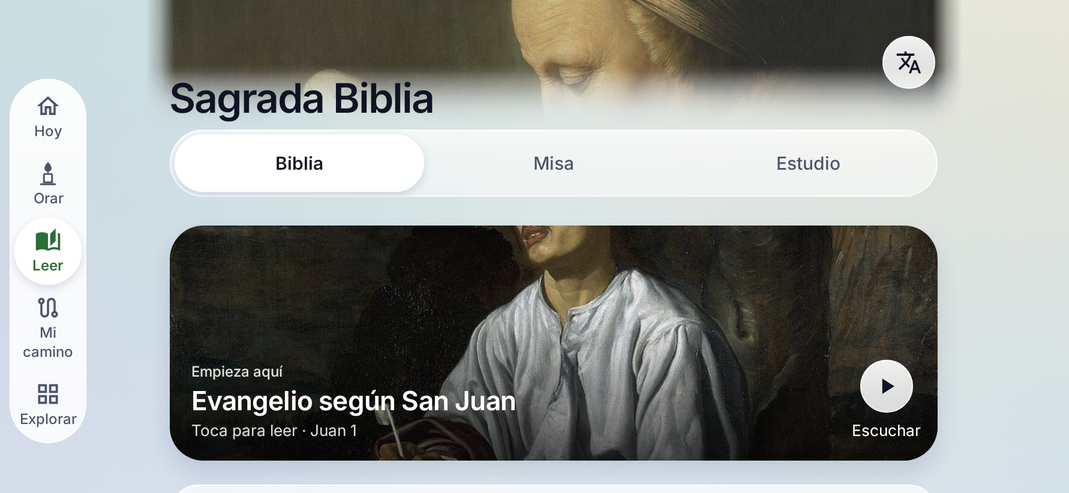 Sagrada Biblia
Biblia
Misa
Estudio
Hoy
Orar
Leer
Mi
camino
Explorar
Empieza aquí
Evangelio según San Juan
Toca para leer · Juan 1
Escuchar